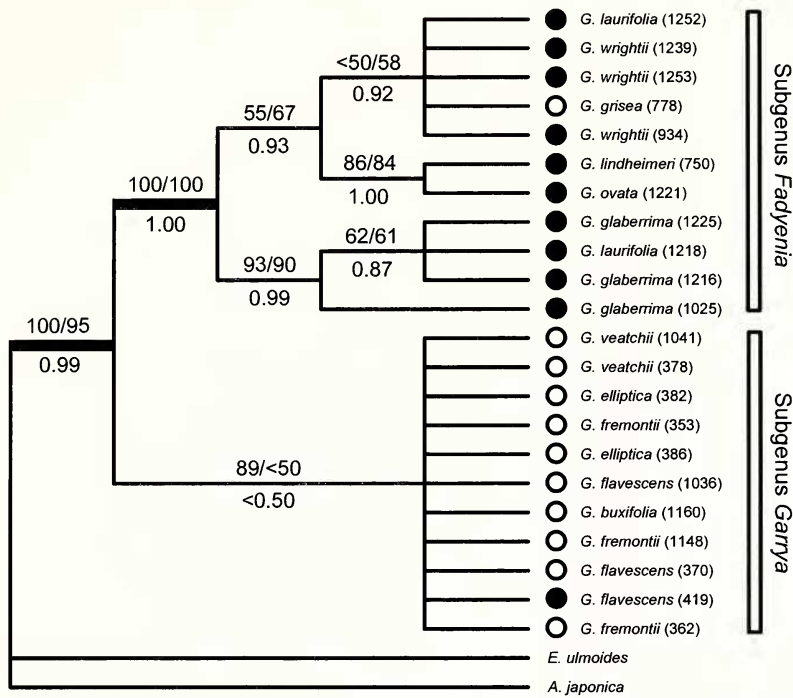 G. laurifolia (1252)
G. wrightii (1239)
<50/58
G. wrightii (1253)
0.92
G. grisea (778)
55/67
G. wrightii (934)
0.93
G. lindheimeri (750)
86/84
1.00
G. ovata (1221)
100/100
1.00
G. glaberrima (1225)
62/61
G. laurifolia (1218)
0.87
93/90
G. glaberrima (1216)
0.99
G. glaberrima (1025)
Subgenus Fadyenia
100/95
0.99
G. veatchii (1041)
G. veatchii (378)
G. elliptica (382)
G. fremontii (353)
G. elliptica (386)
89/<50
<0.50
G. flavescens (1036)
G. buxifolia (1160)
G. fremontii (1148)
G. flavescens (370)
G. flavescens (419)
G. fremontii (362)
Subgenus Garrya
E. ulmoides
A. japonica